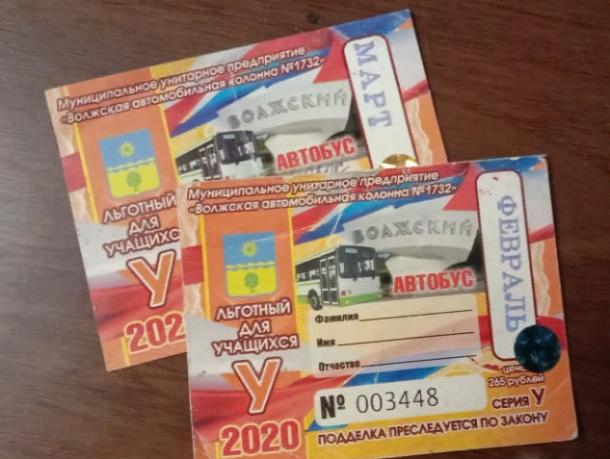 Муниципальное унитарное предприятие
"Волжская автомобильная колонна №1732"
ВОЛЖСКИЙ
АВТОБУС
МАРТ
ЛЬГОТНЫЙ
ДЛЯ
УЧАЩИХСЯ
У
202
Муниципальное унитарное предприятие
"Волжская автомобильная колонна №1732"
ВОЛЖСКИЙ
АВТОБУС
ФЕВРАЛЬ
ЛЬГОТНЫЙ
ДЛЯ
УЧАЩИХСЯ
У
2020
Фамилия
Имя
Отчество
цена
265 рублей
№ 003448
СЕРИЯ У
ПОДДЕЛКА ПРЕСЛЕДУЕТСЯ ПО ЗАКОНУ